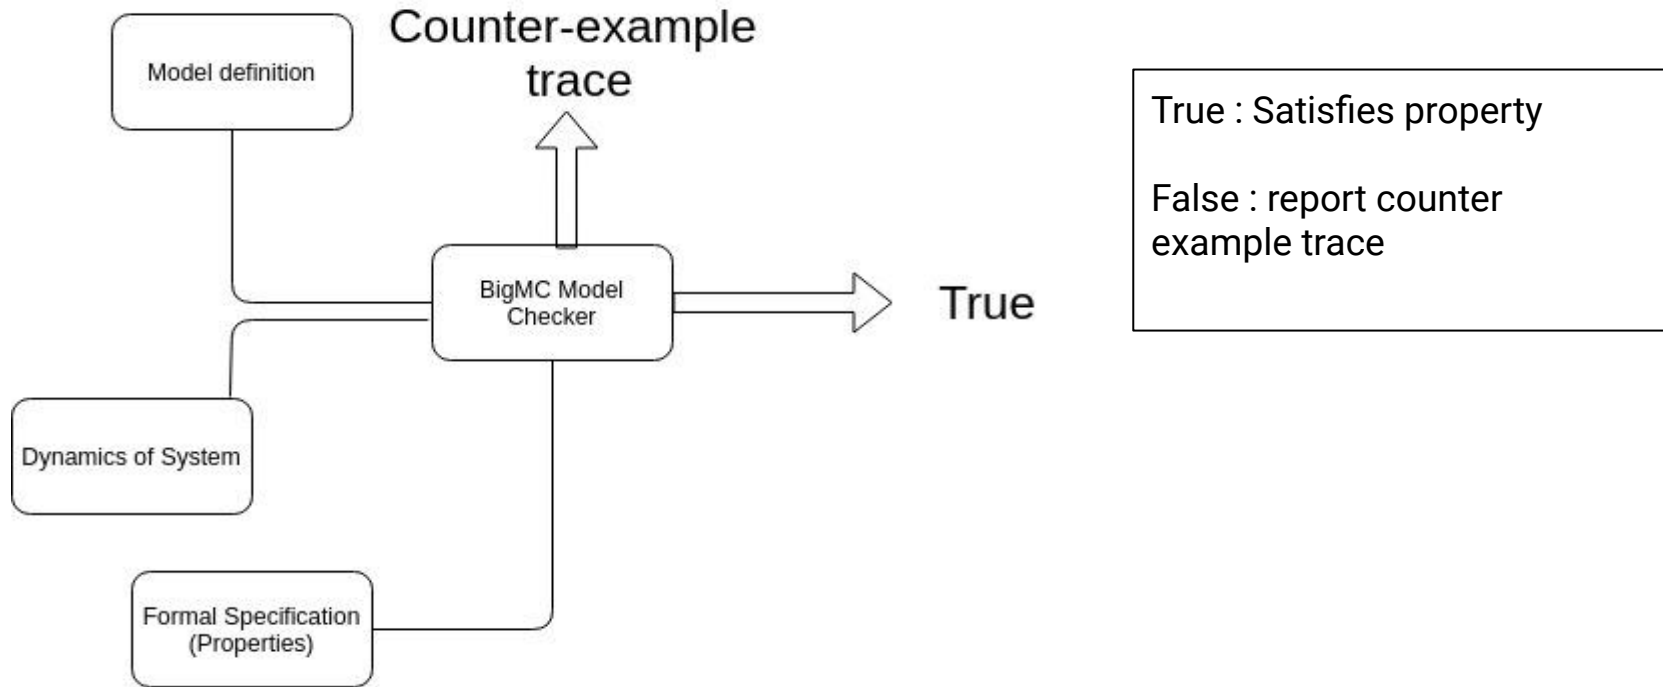 Counter-example
trace
Model definition
True : Satisfies property
False : report counter
example trace
BigMC Model
Checker
True
Dynamics of System
Formal Specification
(Properties)